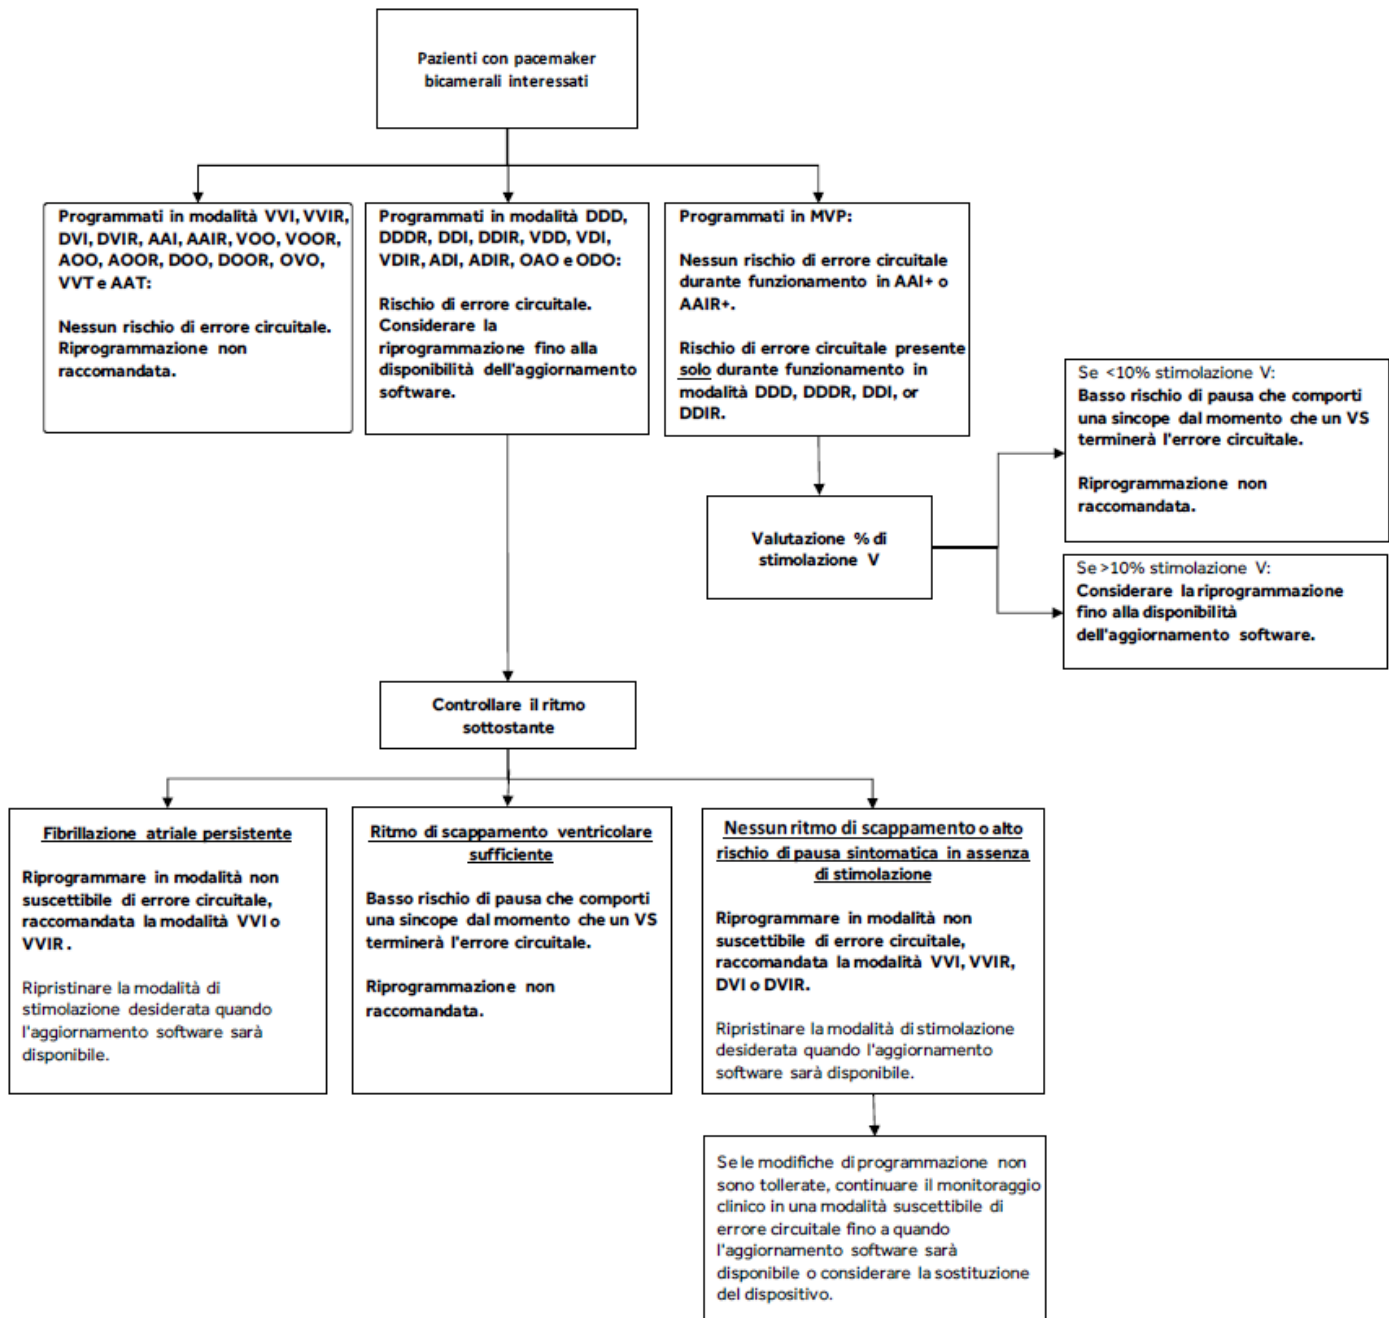 Pazienti con pacemaker
bicamerali interessati
Programmati in modalità VVI, VVIR,
DVI, DVIR, AAI, AAIR, VOO, VOOR,
AOO, AOOR, DOO, DOOR, OVO,
VVT e AAT:
Nessun rischio di errore circuitale.
Riprogrammazione non
raccomandata.
Programmati in modalità DDD,
DDDR, DDI, DDIR, VDD, VDI,
VDIR, ADI, ADIR, OAO e ODO:
Rischio di errore circuitale.
Considerare la
riprogrammazione fino alla
disponibilità dell'aggiornamento
software.
Programmati in MVP:
Nessun rischio di errore circuitale
durante funzionamento in AAI+ o
AAIR+.
Rischio di errore circuitale presente
solo durante funzionamento in
modalità DDD, DDDR, DDI, or
DDIR.
Se <10% stimolazione V:
Basso rischio di pausa che comporti
una sincope dal momento che un VS
terminerà l'errore circuitale.
Riprogrammazione non
raccomandata.
Valutazione % di
stimolazione V
Se >10% stimolazione V:
Considerare la riprogrammazione
fino alla disponibilità
dell'aggiornamento software.
Controllare il ritmo
sottostante
Fibrillazione atriale persistente
Riprogrammare in modalità non
suscettibile di errore circuitale,
raccomandata la modalità VVI o
VVIR.
Ripristinare la modalità di
stimolazione desiderata quando
l'aggiornamento software sarà
disponibile.
Ritmo di scappamento ventricolare
sufficiente
Basso rischio di pausa che comporti
una sincope dal momento che un VS
terminerà l'errore circuitale.
Riprogrammazione non
raccomandata.
Nessun ritmo di scappamento o alto
rischio di pausa sintomatica in assenza
di stimolazione
Riprogrammare in modalità non
suscettibile di errore circuitale,
raccomandata la modalità VVI, VVIR,
DVI o DVIR.
Ripristinare la modalità di stimolazione
desiderata quando l'aggiornamento
software sarà disponibile.
Se le modifiche di programmazione non
sono tollerate, continuare il monitoraggio
clinico in una modalità suscettibile di
errore circuitale fino a quando
l'aggiornamento software sarà
disponibile o considerare la sostituzione
del dispositivo.